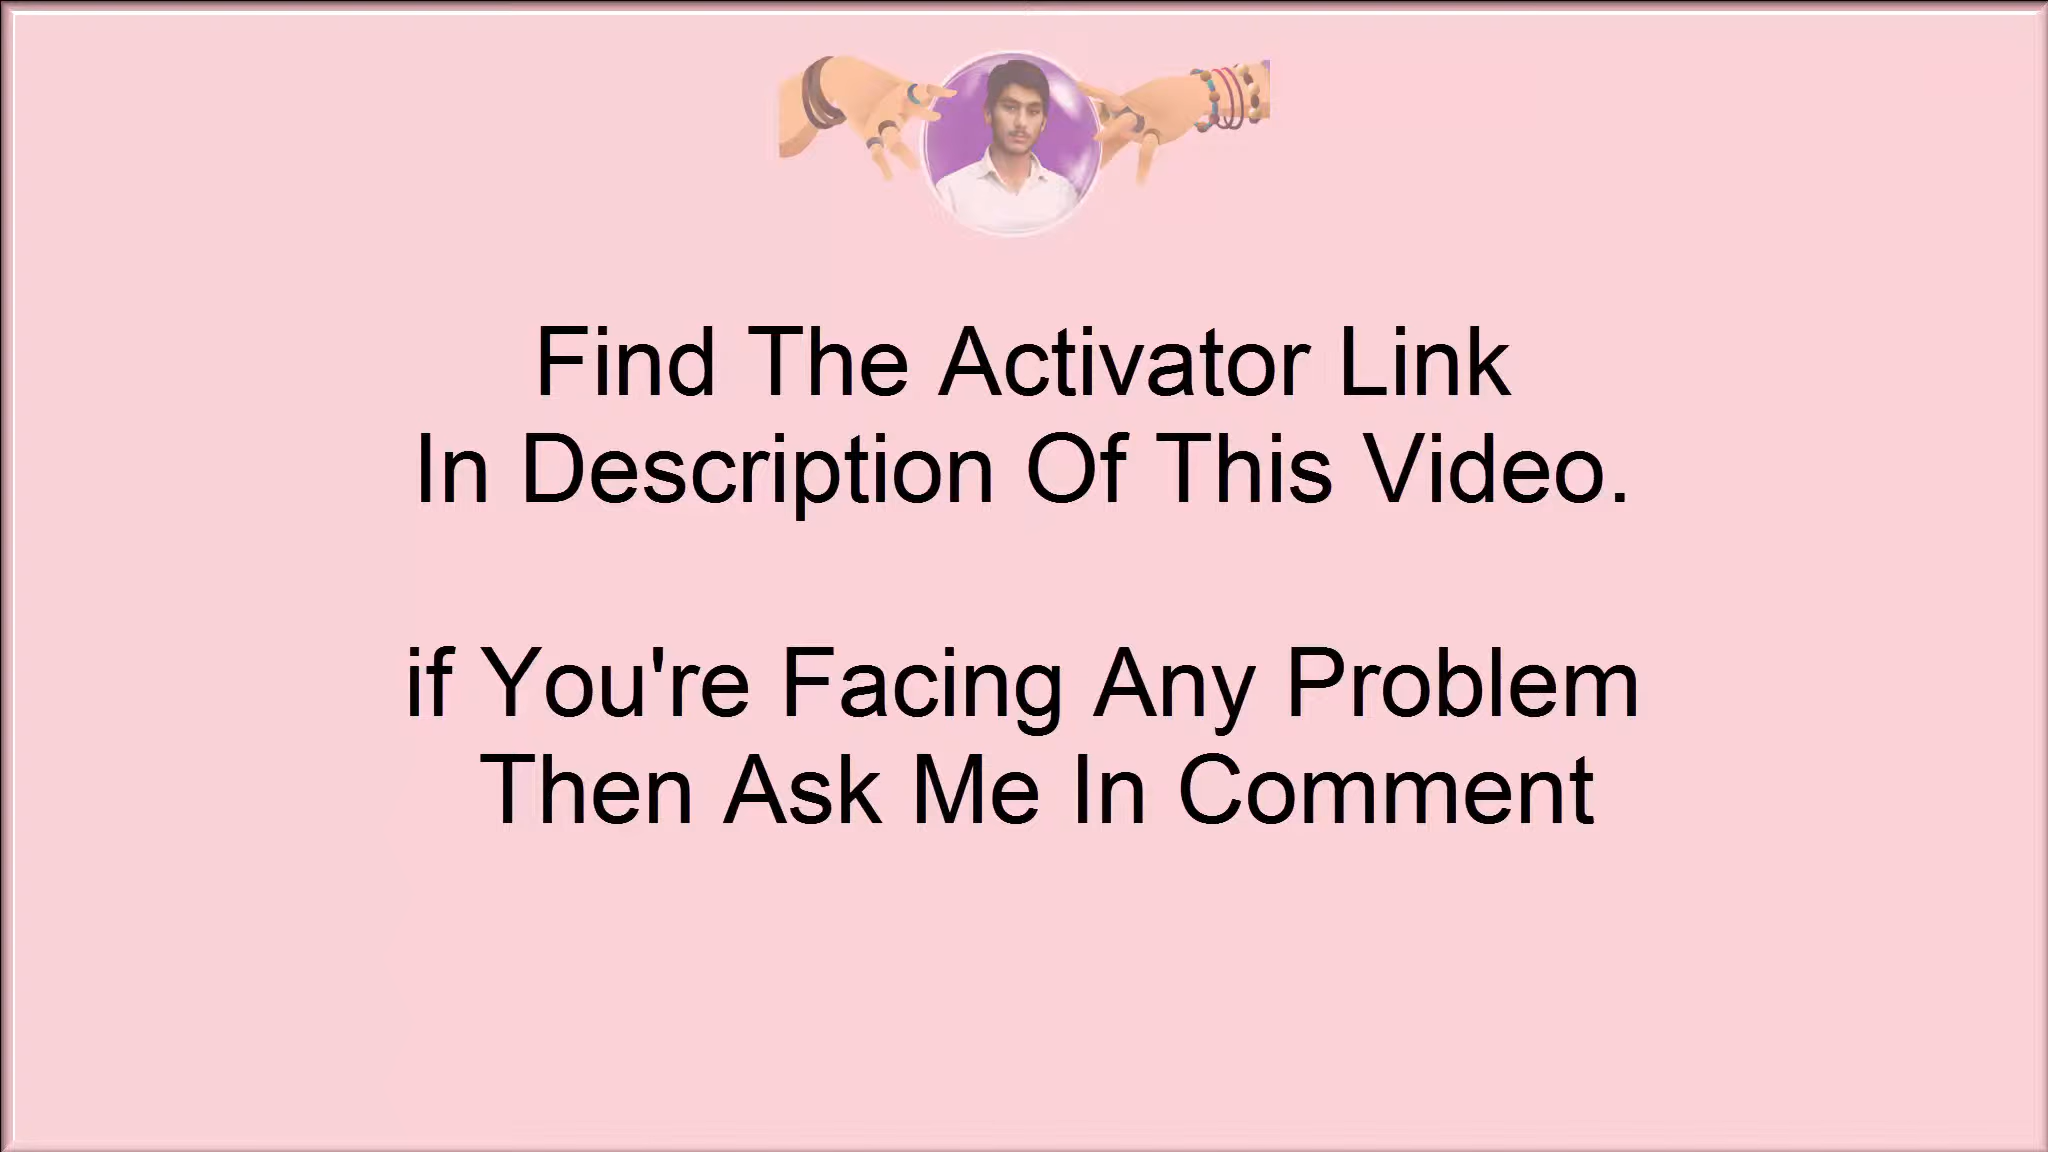 Find The Activator Link
In Description Of This Video.
if You're Facing Any Problem
Then Ask Me In Comment